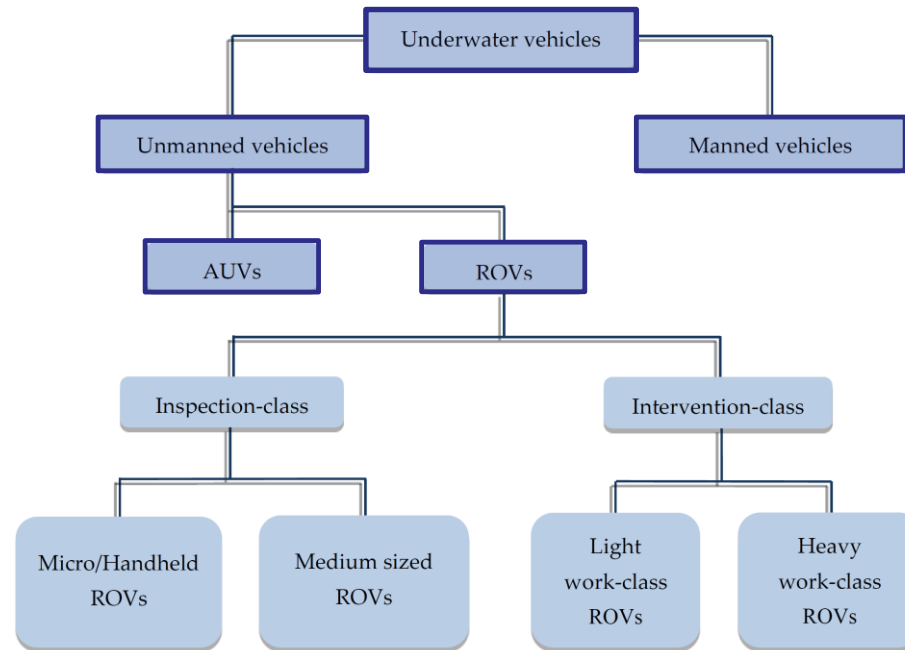 Underwater vehicles
Unmanned vehicles
Manned vehicles
AUVs
ROVs
Inspection-class
Intervention-class
Micro/Handheld
ROVs
Medium sized
ROVs
Light
work-class
ROVs
Heavy
work-class
ROVs